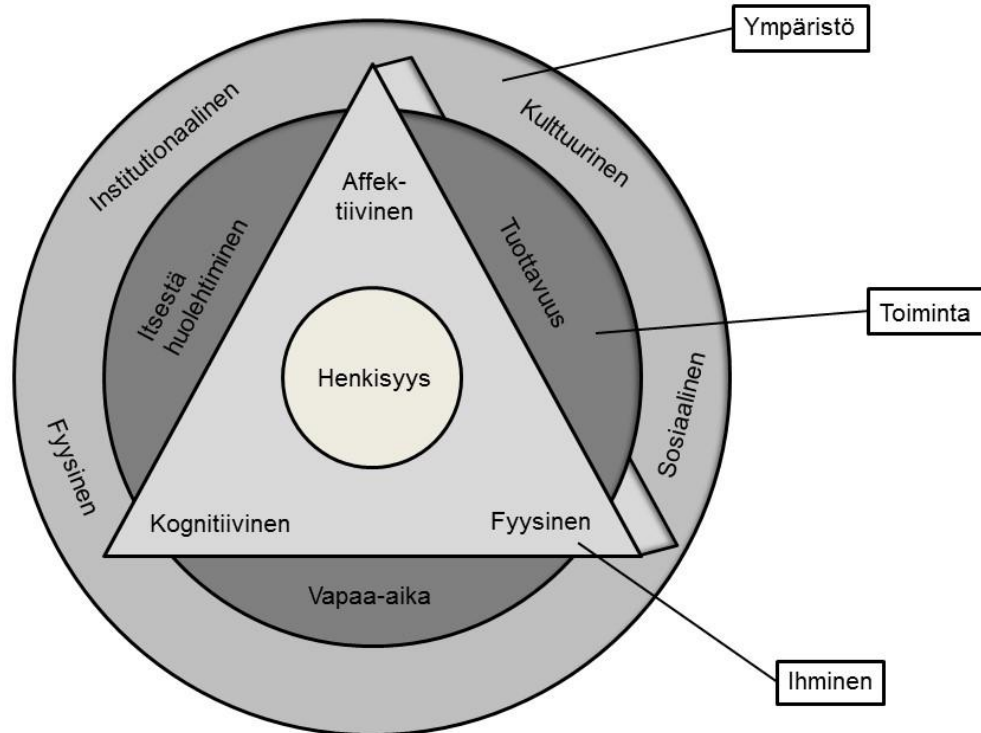 Ympäristö
Institutionaalinen
Kulttuurinen
Affek-
tiivinen
Itsestä
huolehtiminen
Tuottavuus
Toiminta
Henkisyys
Fyysinen
Sosiaalinen
Kognitiivinen
Fyysinen
Vapaa-aika
Ihminen